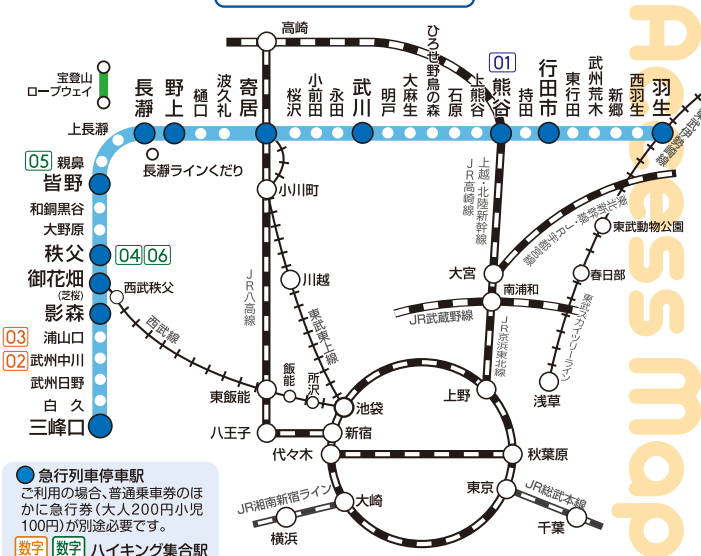 Access Map
高崎
宝登山
ロープウェイ
長瀞
野上
樋口
波久礼
寄居
桜沢
小前田
永田
武川
明戸
大麻生
ひろせ野鳥の森
石原
上熊谷
01
熊谷
持田
行田市
東行田
武州荒木
新郷
西羽生
羽生
東武伊勢崎線
上長瀞
長瀞ラインくだり
05 親鼻
皆野
和銅黒谷
大野原
秩父
04 06
御花畑
(芝桜)
西武秩父
影森
03 浦山口
02 武州中川
武州日野
白久
三峰口
西武線
小川町
JR八高線
川越
東武東上線
上越・北陸新幹線
JR高崎線
東北新幹線・JR宇都宮線
東武動物公園
大宮
春日部
南浦和
JR武蔵野線
JR京浜東北線
東武スカイツリーライン
浅草
東飯能
飯能
所沢
池袋
上野
八王子
新宿
代々木
秋葉原
東京
JR総武本線
千葉
大崎
JR湘南新宿ライン
横浜
急行列車停車駅
ご利用の場合、普通乗車券のほ
かに急行券(大人200円小児
100円)が別途必要です。
数字 数字 ハイキング集合駅